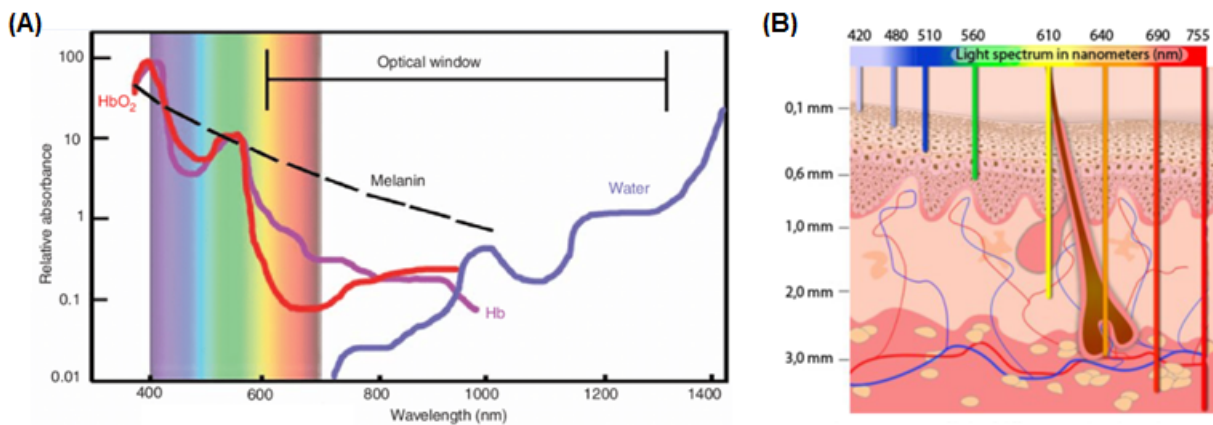 (A)
100
10
1
0.1
0.01
Relative absorbance
HbO2
Optical window
Melanin
Water
Hb
400 600 800 1000 1200 1400
Wavelength (nm)
(B)
420 480 510 560 610 640 690 755
Light spectrum in nanometers (nm)
0,1 mm
0,6 mm
1,0 mm
2,0 mm
3,0 mm